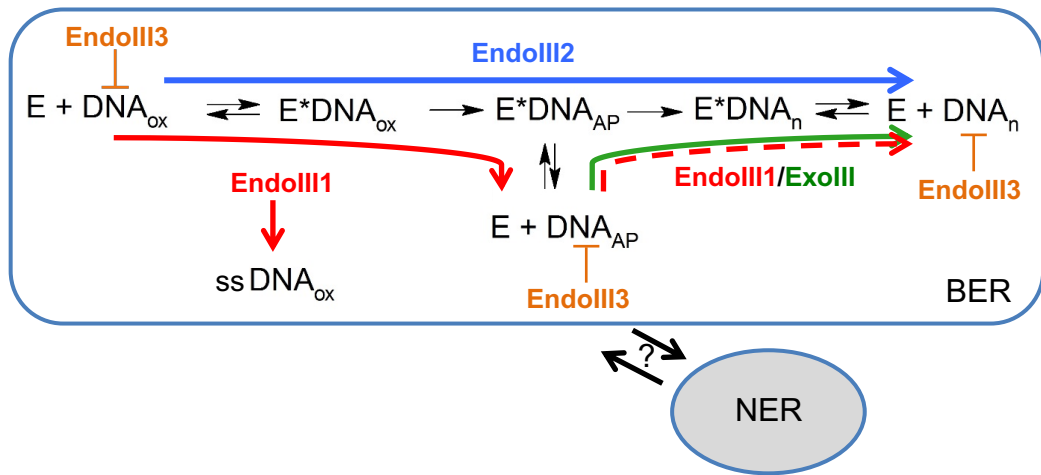 EndoIII3
EndoIII2
E + DNAox E*DNAox E*DNAAP E*DNAn E + DNAn
EndoIII1 EndoIII1/ExoIII EndoIII3
E + DNAAP
ss DNAox EndoIII3 BER
?
NER